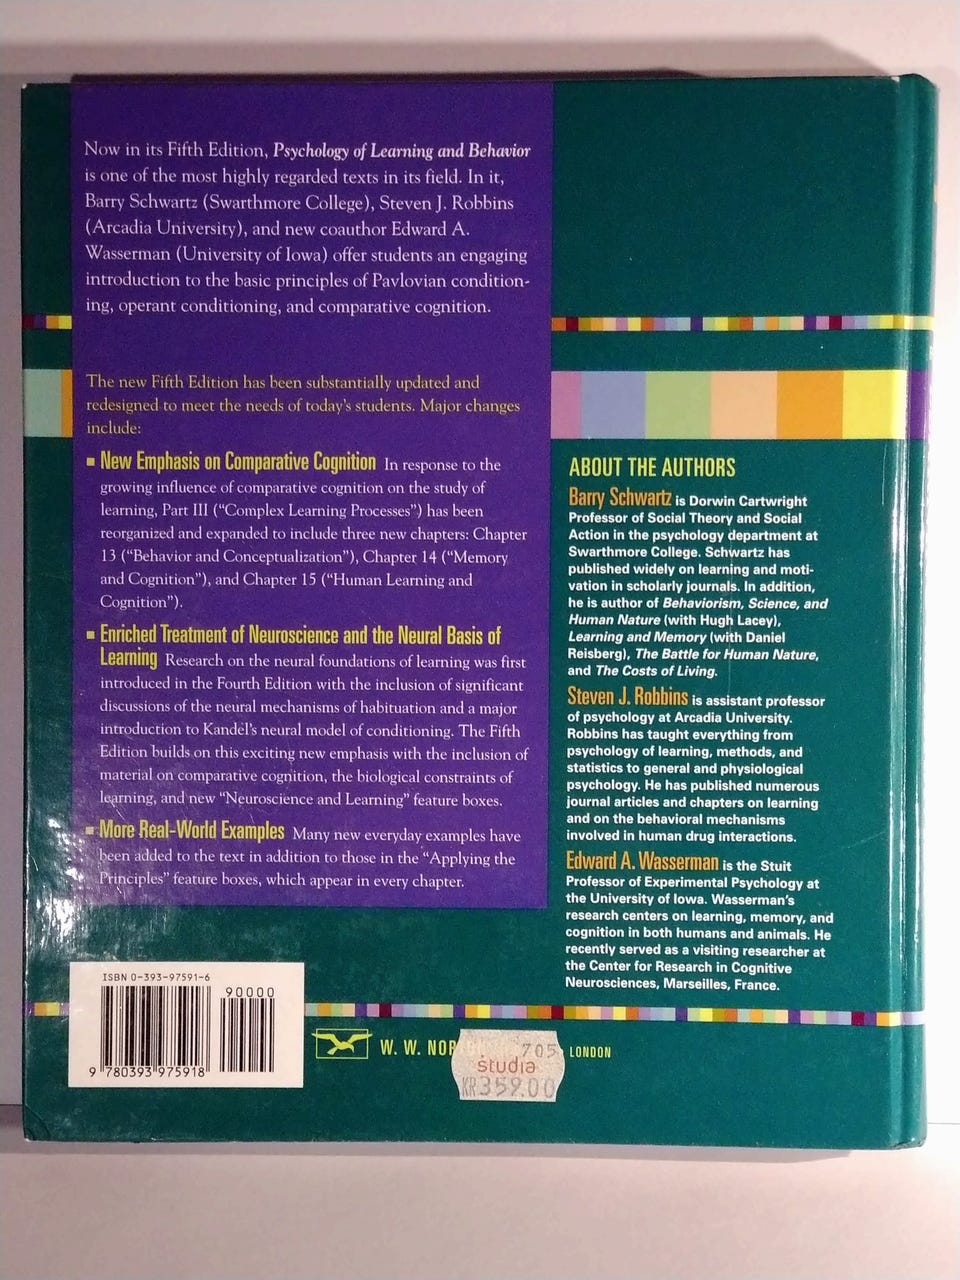 Now in its Fifth Edition, Psychology of Learning and Behavior
is one of the most highly regarded texts in its field. In it,
Barry Schwartz (Swarthmore College), Steven J. Robbins
(Arcadia University), and new coauthor Edward A.
Wasserman (University of Iowa) offer students an engaging
introduction to the basic principles of Pavlovian condition-
ing, operant conditioning, and comparative cognition.
The new Fifth Edition has been substantially updated and
redesigned to meet the needs of today's students. Major changes
include:
▪ New Emphasis on Comparative Cognition In response to the
growing influence of comparative cognition on the study of
learning, Part III ("Complex Learning Processes") has been
reorganized and expanded to include three new chapters: Chapter
13 ("Behavior and Conceptualization"), Chapter 14 ("Memory
and Cognition"), and Chapter 15 ("Human Learning and
Cognition").
▪ Enriched Treatment of Neuroscience and the Neural Basis of
Learning Research on the neural foundations of learning was first
introduced in the Fourth Edition with the inclusion of significant
discussions of the neural mechanisms of habituation and a major
introduction to Kandel's neural model of conditioning. The Fifth
Edition builds on this exciting new emphasis with the inclusion of
material on comparative cognition, the biological constraints of
learning, and new "Neuroscience and Learning" feature boxes.
▪ More Real-World Examples Many new everyday examples have
been added to the text in addition to those in the "Applying the
Principles" feature boxes, which appear in every chapter.
ABOUT THE AUTHORS
Barry Schwartz is Dorwin Cartwright
Professor of Social Theory and Social
Action in the psychology department at
Swarthmore College. Schwartz has
published widely on learning and moti-
vation in scholarly journals. In addition,
he is author of Behaviorism, Science, and
Human Nature (with Hugh Lacey),
Learning and Memory (with Daniel
Reisberg), The Battle for Human Nature,
and The Costs of Living.
Steven J. Robbins is assistant professor
of psychology at Arcadia University.
Robbins has taught everything from
psychology of learning, methods, and
statistics to general and physiological
psychology. He has published numerous
journal articles and chapters on learning
and on the behavioral mechanisms
involved in human drug interactions.
Edward A. Wasserman is the Stuit
Professor of Experimental Psychology at
the University of Iowa. Wasserman's
research centers on learning, memory, and
cognition in both humans and animals. He
recently served as a visiting researcher at
the Center for Research in Cognitive
Neurosciences, Marseilles, France.
ISBN 0-393-97591-6
90000
9 780393 975918
W. W. NOR LONDON
705
studia
KR 359.00